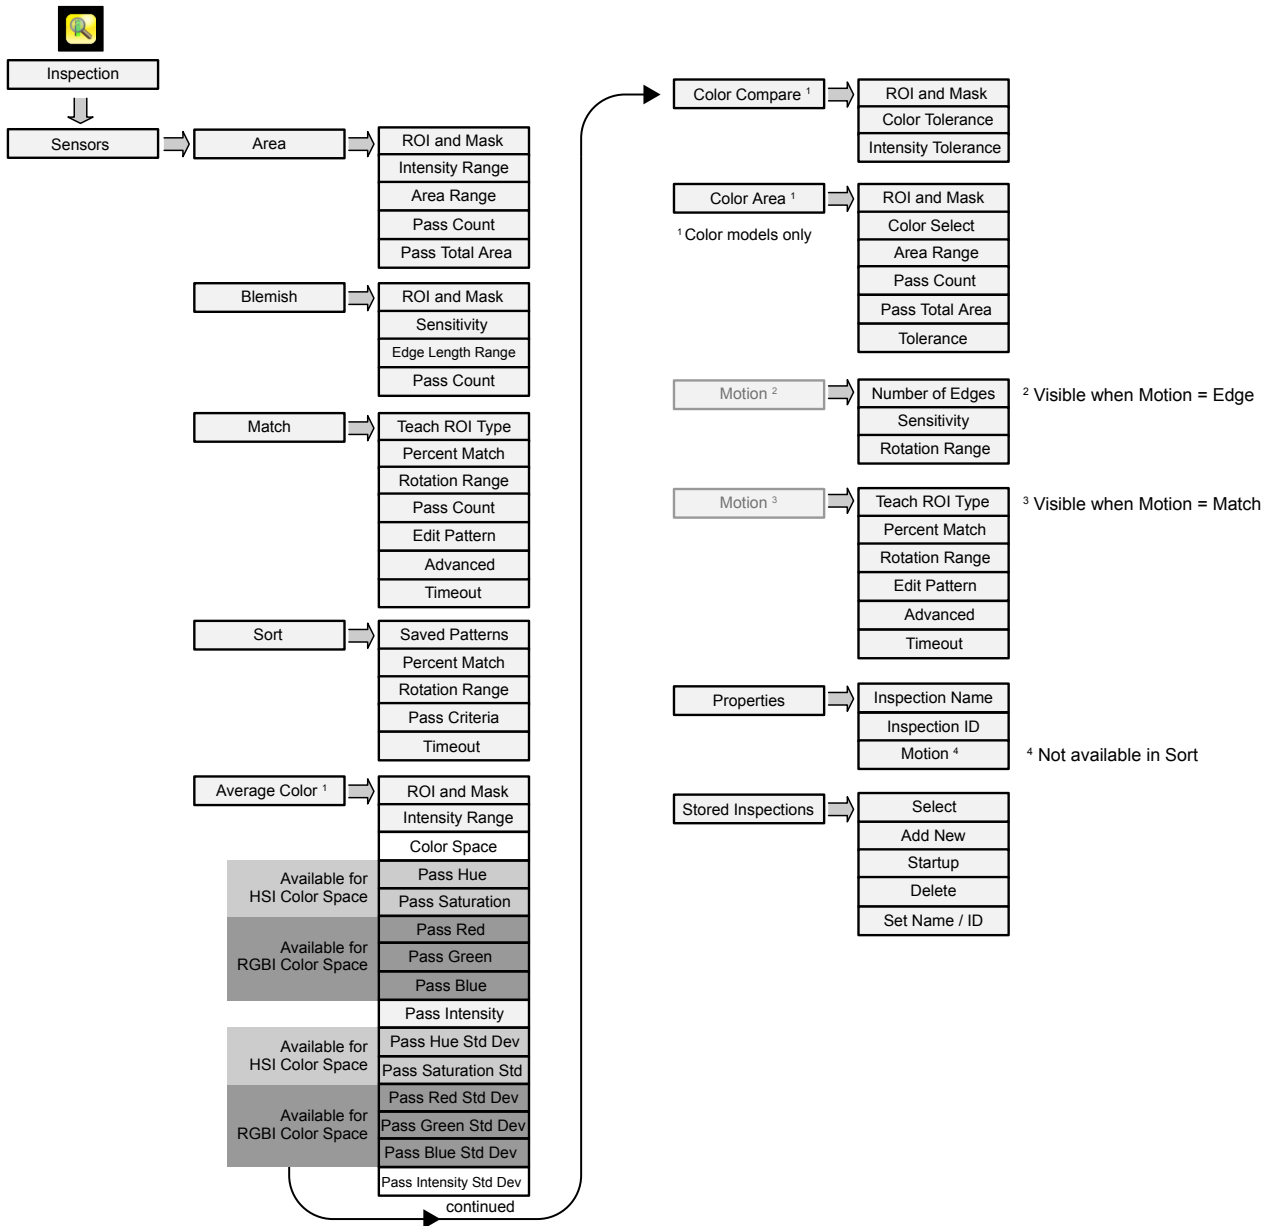 Inspection
Sensors
Area
ROI and Mask
Intensity Range
Area Range
Pass Count
Pass Total Area
Blemish
ROI and Mask
Sensitivity
Edge Length Range
Pass Count
Match
Teach ROI Type
Percent Match
Rotation Range
Pass Count
Edit Pattern
Advanced
Timeout
Sort
Saved Patterns
Percent Match
Rotation Range
Pass Criteria
Timeout
Average Color ¹
ROI and Mask
Intensity Range
Color Space
Available for
HSI Color Space
Pass Hue
Pass Saturation
Available for
RGBI Color Space
Pass Red
Pass Green
Pass Blue
Pass Intensity
Available for
HSI Color Space
Pass Hue Std Dev
Pass Saturation Std
Available for
RGBI Color Space
Pass Red Std Dev
Pass Green Std Dev
Pass Blue Std Dev
Pass Intensity Std Dev
continued
Color Compare ¹
ROI and Mask
Color Tolerance
Intensity Tolerance
Color Area ¹
¹ Color models only
ROI and Mask
Color Select
Area Range
Pass Count
Pass Total Area
Tolerance
Motion ²
Number of Edges
Sensitivity
Rotation Range
² Visible when Motion = Edge
Motion ³
Teach ROI Type
Percent Match
Rotation Range
Edit Pattern
Advanced
Timeout
³ Visible when Motion = Match
Properties
Inspection Name
Inspection ID
Motion ⁴
⁴ Not available in Sort
Stored Inspections
Select
Add New
Startup
Delete
Set Name / ID